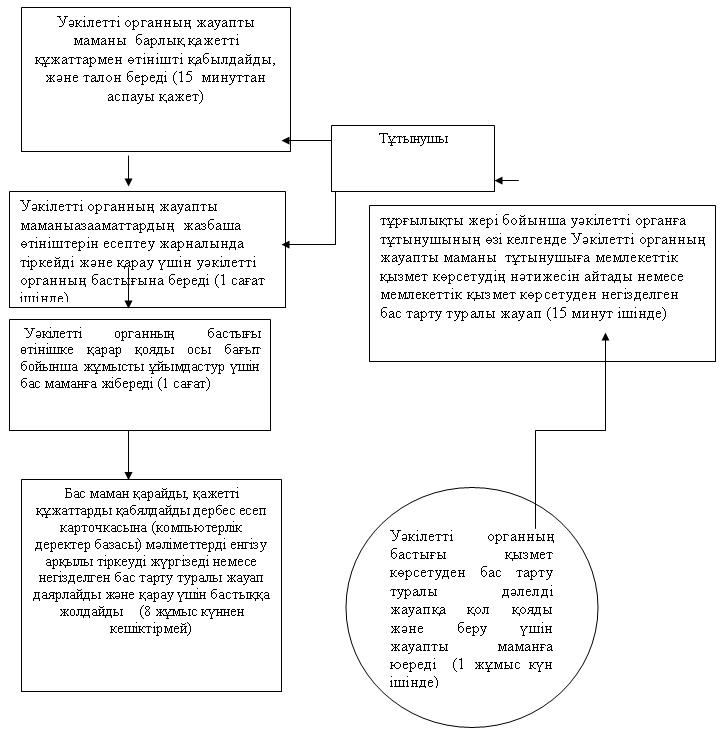 Уәкілетті органның жауапты
маманы барлық қажетті
құжаттармен өтінішті қабылдайды,
және талон береді (15 минуттан
аспауы қажет)
Тұтынушы
Уәкілетті органның жауапты
маманыазааматтардың жазбаша
өтініштерін есептеу жарналында
тіркейді және қарау үшін уәкілетті
органның бастығына береді (1 сағат
ішінде)
тұрғылықты жері бойынша уәкілетті органға
тұтынушының өзі келгенде Уәкілетті органның
жауапты маманы тұтынушыға мемлекеттік
қызмет көрсетудің нәтижесін айтады немесе
мемлекеттік қызмет көрсетуден негізделген
бас тарту туралы жауап (15 минут ішінде)
Уәкілетті органның бастығы
өтінішке қарар қояды осы бағыт
бойынша жұмысты ұйымдастур үшін
бас маманға жібереді (1 сағат)
Бас маман қарайды, қажетті
құжаттарды қабялдайды дербес есеп
карточкасына (компьютерлік
деректер базасы) мәліметтерді енгізу
арқылы тіркеуді жүргізеді немесе
негізделген бас тарту туралы жауап
даярлайды және қарау үшін бастыққа
жолдайды (8 жұмыс күннен
кешіктірмей)
Уәкілетті органның
бастығы қызмет
көрсетуден бас тарту
туралы дәлелді
жауапқа қол қояды
және беру үшін
жауапты маманға
юереді (1 жұмыс күн
ішінде)